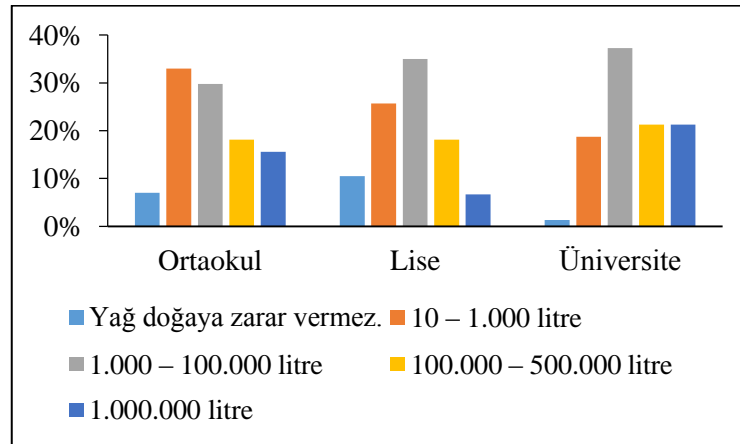 40%
30%
20%
10%
0%
Ortaokul Lise Üniversite
Yağ doğaya zarar vermez. 10 – 1.000 litre
1.000 – 100.000 litre 100.000 – 500.000 litre
1.000.000 litre